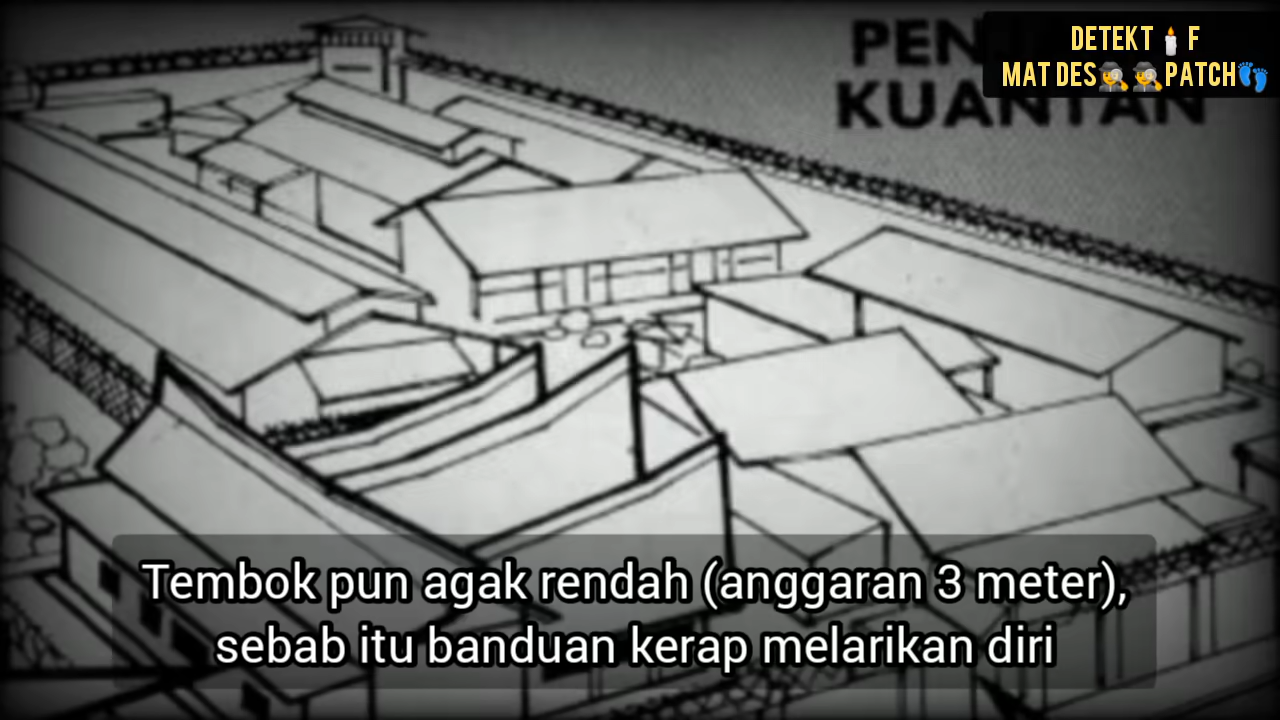 DETEKT🕯️F
MAT DES🕵️🕵️PATCH👣
KUANTAN
Tembok pun agak rendah (anggaran 3 meter),
sebab itu banduan kerap melarikan diri